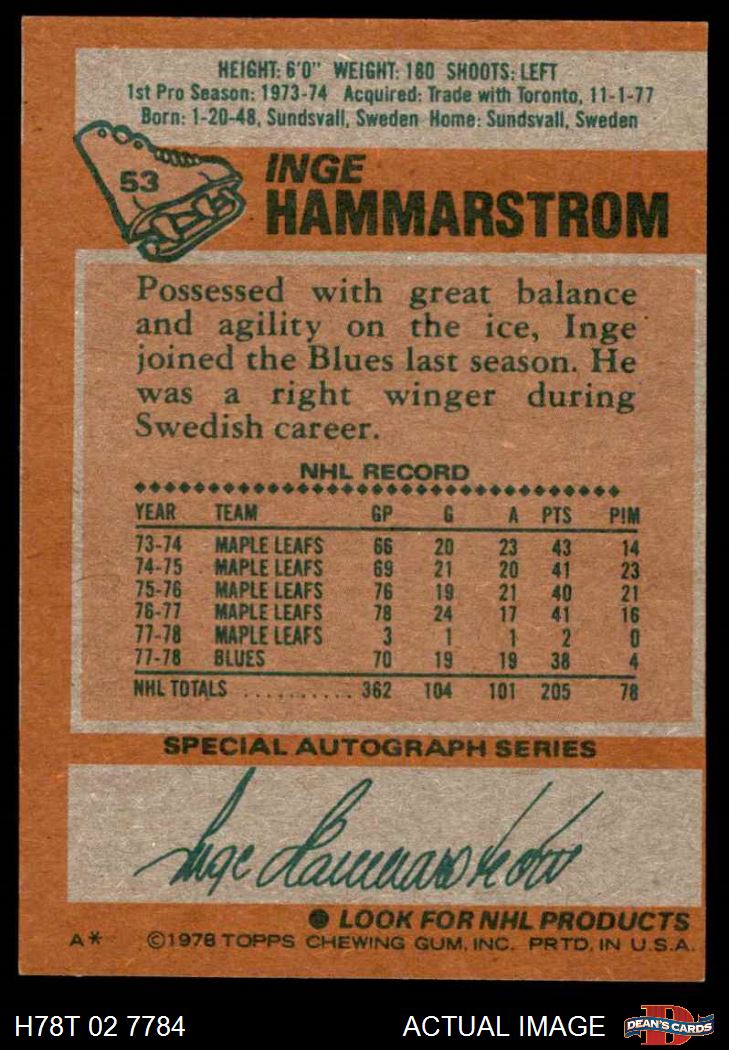 HEIGHT: 6'0" WEIGHT: 180 SHOOTS: LEFT
1st Pro Season: 1973-74 Acquired: Trade with Toronto, 11-1-77
Born: 1-20-48, Sundsvall, Sweden Home: Sundsvall, Sweden
53
INGE
HAMMARSTROM
Possessed with great balance
and agility on the ice, Inge
joined the Blues last season. He
was a right winger during
Swedish career.
NHL RECORD
YEAR TEAM GP G A PTS PIM
73-74 MAPLE LEAFS 66 20 23 43 14
74-75 MAPLE LEAFS 69 21 20 41 23
75-76 MAPLE LEAFS 76 19 21 40 21
76-77 MAPLE LEAFS 78 24 17 41 16
77-78 MAPLE LEAFS 3 1 1 2 0
77-78 BLUES 70 19 19 38 4
NHL TOTALS .......... 362 104 101 205 78
SPECIAL AUTOGRAPH SERIES
Inge Hammarström
● LOOK FOR NHL PRODUCTS
A* ©1978 TOPPS CHEWING GUM, INC. PRTD. IN U.S.A.
H78T 02 7784 ACTUAL IMAGE DEAN'S CARDS